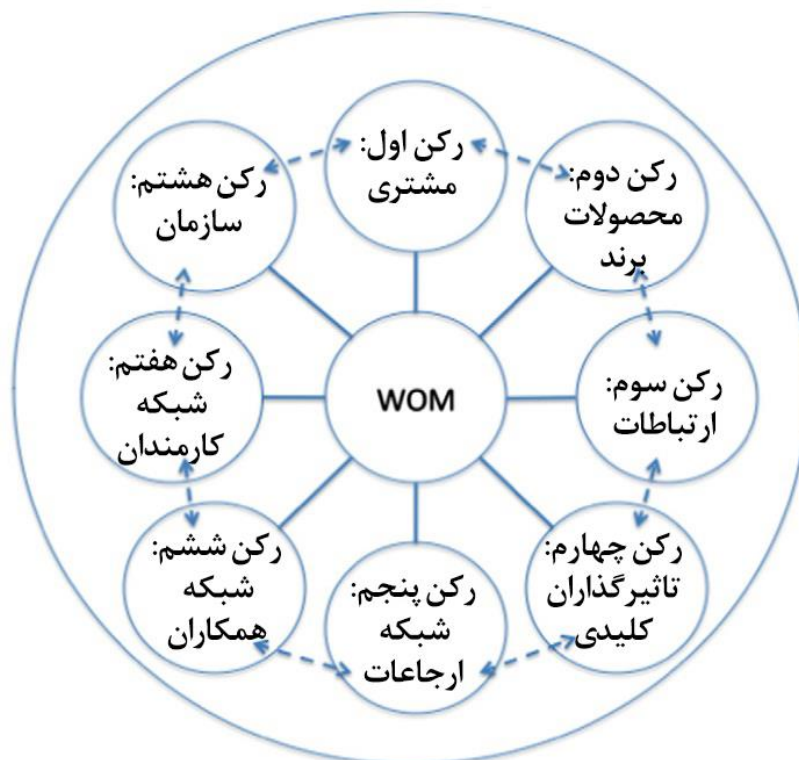 رکن اول:
مشتری
رکن دوم:
محصولات
برند
رکن سوم:
ارتباطات
رکن چهارم:
تاثیرگذاران
کلیدی
رکن پنجم:
شبکه
ارجاعات
رکن ششم:
شبکه
همکاران
رکن هفتم:
شبکه
کارمندان
رکن هشتم:
سازمان
WOM